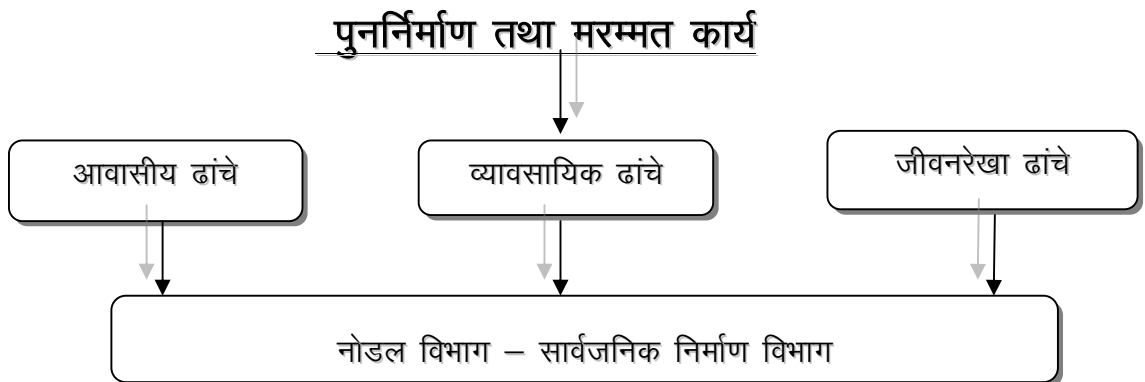 पुनर्निर्माण तथा मरम्मत कार्य
आवासीय ढांचे
व्यावसायिक ढांचे
जीवनरेखा ढांचे
नोडल विभाग – सार्वजनिक निर्माण विभाग